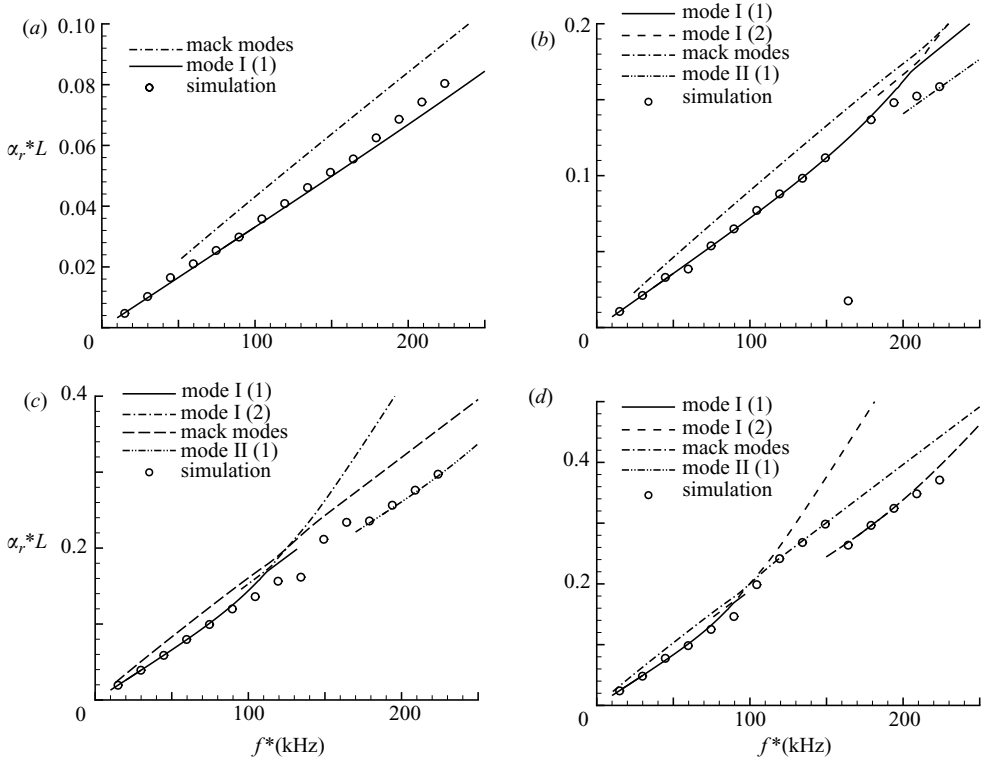 (a)
0.10
0.08
0.06
0.04
0.02
0
100
200
αr*L
mack modes
mode I (1)
simulation
(b)
0.2
0.1
0
100
200
mode I (1)
mode I (2)
mack modes
mode II (1)
simulation
(c)
0.4
0.2
0
100
200
αr*L
f*(kHz)
mode I (1)
mode I (2)
mack modes
mode II (1)
simulation
(d)
0.4
0.2
0
100
200
f*(kHz)
mode I (1)
mode I (2)
mack modes
mode II (1)
simulation